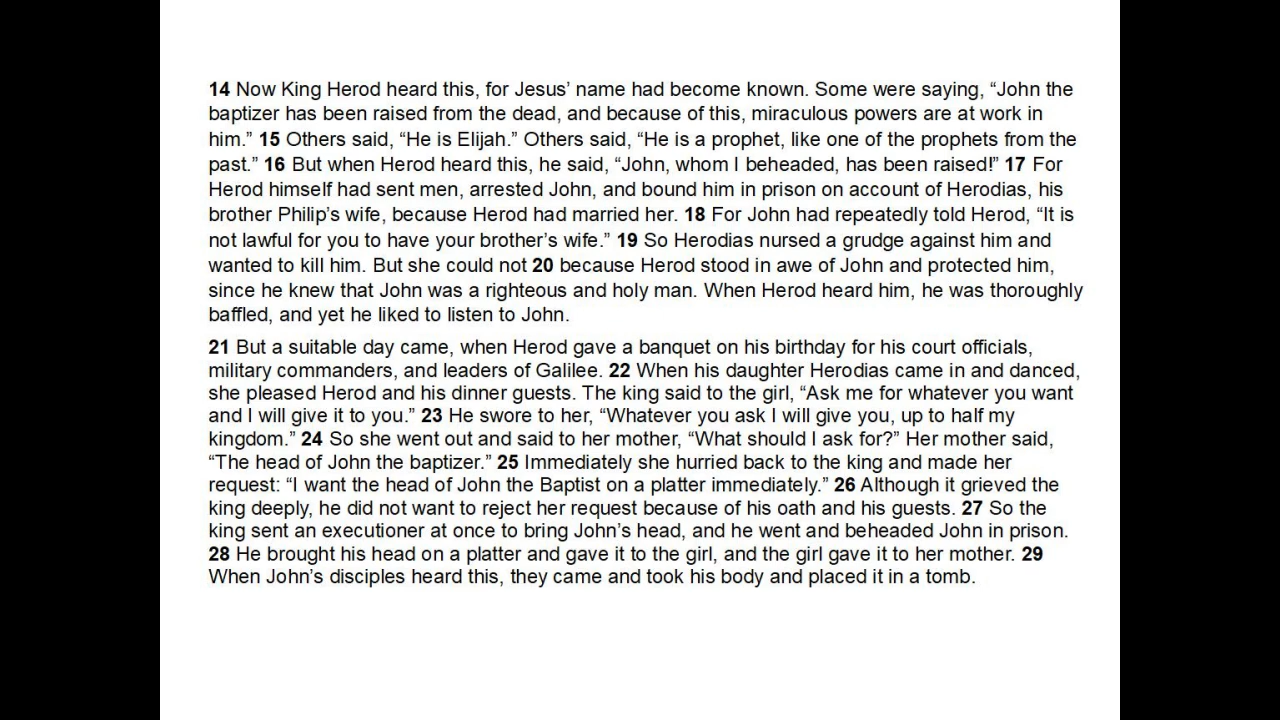 14 Now King Herod heard this, for Jesus’ name had become known. Some were saying, “John the
baptizer has been raised from the dead, and because of this, miraculous powers are at work in
him.” 15 Others said, “He is Elijah.” Others said, “He is a prophet, like one of the prophets from the
past.” 16 But when Herod heard this, he said, “John, whom I beheaded, has been raised!” 17 For
Herod himself had sent men, arrested John, and bound him in prison on account of Herodias, his
brother Philip’s wife, because Herod had married her. 18 For John had repeatedly told Herod, “It is
not lawful for you to have your brother’s wife.” 19 So Herodias nursed a grudge against him and
wanted to kill him. But she could not 20 because Herod stood in awe of John and protected him,
since he knew that John was a righteous and holy man. When Herod heard him, he was thoroughly
baffled, and yet he liked to listen to John.
21 But a suitable day came, when Herod gave a banquet on his birthday for his court officials,
military commanders, and leaders of Galilee. 22 When his daughter Herodias came in and danced,
she pleased Herod and his dinner guests. The king said to the girl, “Ask me for whatever you want
and I will give it to you.” 23 He swore to her, “Whatever you ask I will give you, up to half my
kingdom.” 24 So she went out and said to her mother, “What should I ask for?” Her mother said,
“The head of John the baptizer.” 25 Immediately she hurried back to the king and made her
request: “I want the head of John the Baptist on a platter immediately.” 26 Although it grieved the
king deeply, he did not want to reject her request because of his oath and his guests. 27 So the
king sent an executioner at once to bring John’s head, and he went and beheaded John in prison.
28 He brought his head on a platter and gave it to the girl, and the girl gave it to her mother. 29
When John’s disciples heard this, they came and took his body and placed it in a tomb.